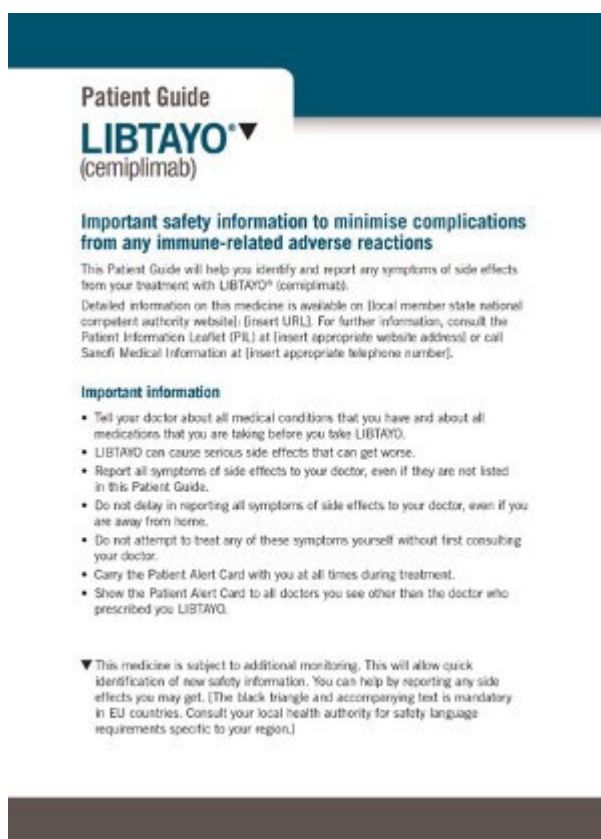 Patient Guide
LIBTAYO®▼
(cemiplimab)
Important safety information to minimise complications
from any immune-related adverse reactions
This Patient Guide will help you identify and report any symptoms of side effects
from your treatment with LIBTAYO® (cemiplimab).
Detailed information on this medicine is available on [local member state national
competent authority website]: [insert URL]. For further information, consult the
Patient Information Leaflet (PIL) at [insert appropriate website address] or call
Sanofi Medical Information at [insert appropriate telephone number].
Important information
• Tell your doctor about all medical conditions that you have and about all
medications that you are taking before you take LIBTAYO.
• LIBTAYO can cause serious side effects that can get worse.
• Report all symptoms of side effects to your doctor, even if they are not listed
in this Patient Guide.
• Do not delay in reporting all symptoms of side effects to your doctor, even if you
are away from home.
• Do not attempt to treat any of these symptoms yourself without first consulting
your doctor.
• Carry the Patient Alert Card with you at all times during treatment.
• Show the Patient Alert Card to all doctors you see other than the doctor who
prescribed you LIBTAYO.
▼ This medicine is subject to additional monitoring. This will allow quick
identification of new safety information. You can help by reporting any side
effects you may get. [The black triangle and accompanying text is mandatory
in EU countries. Consult your local health authority for safety language
requirements specific to your region.]